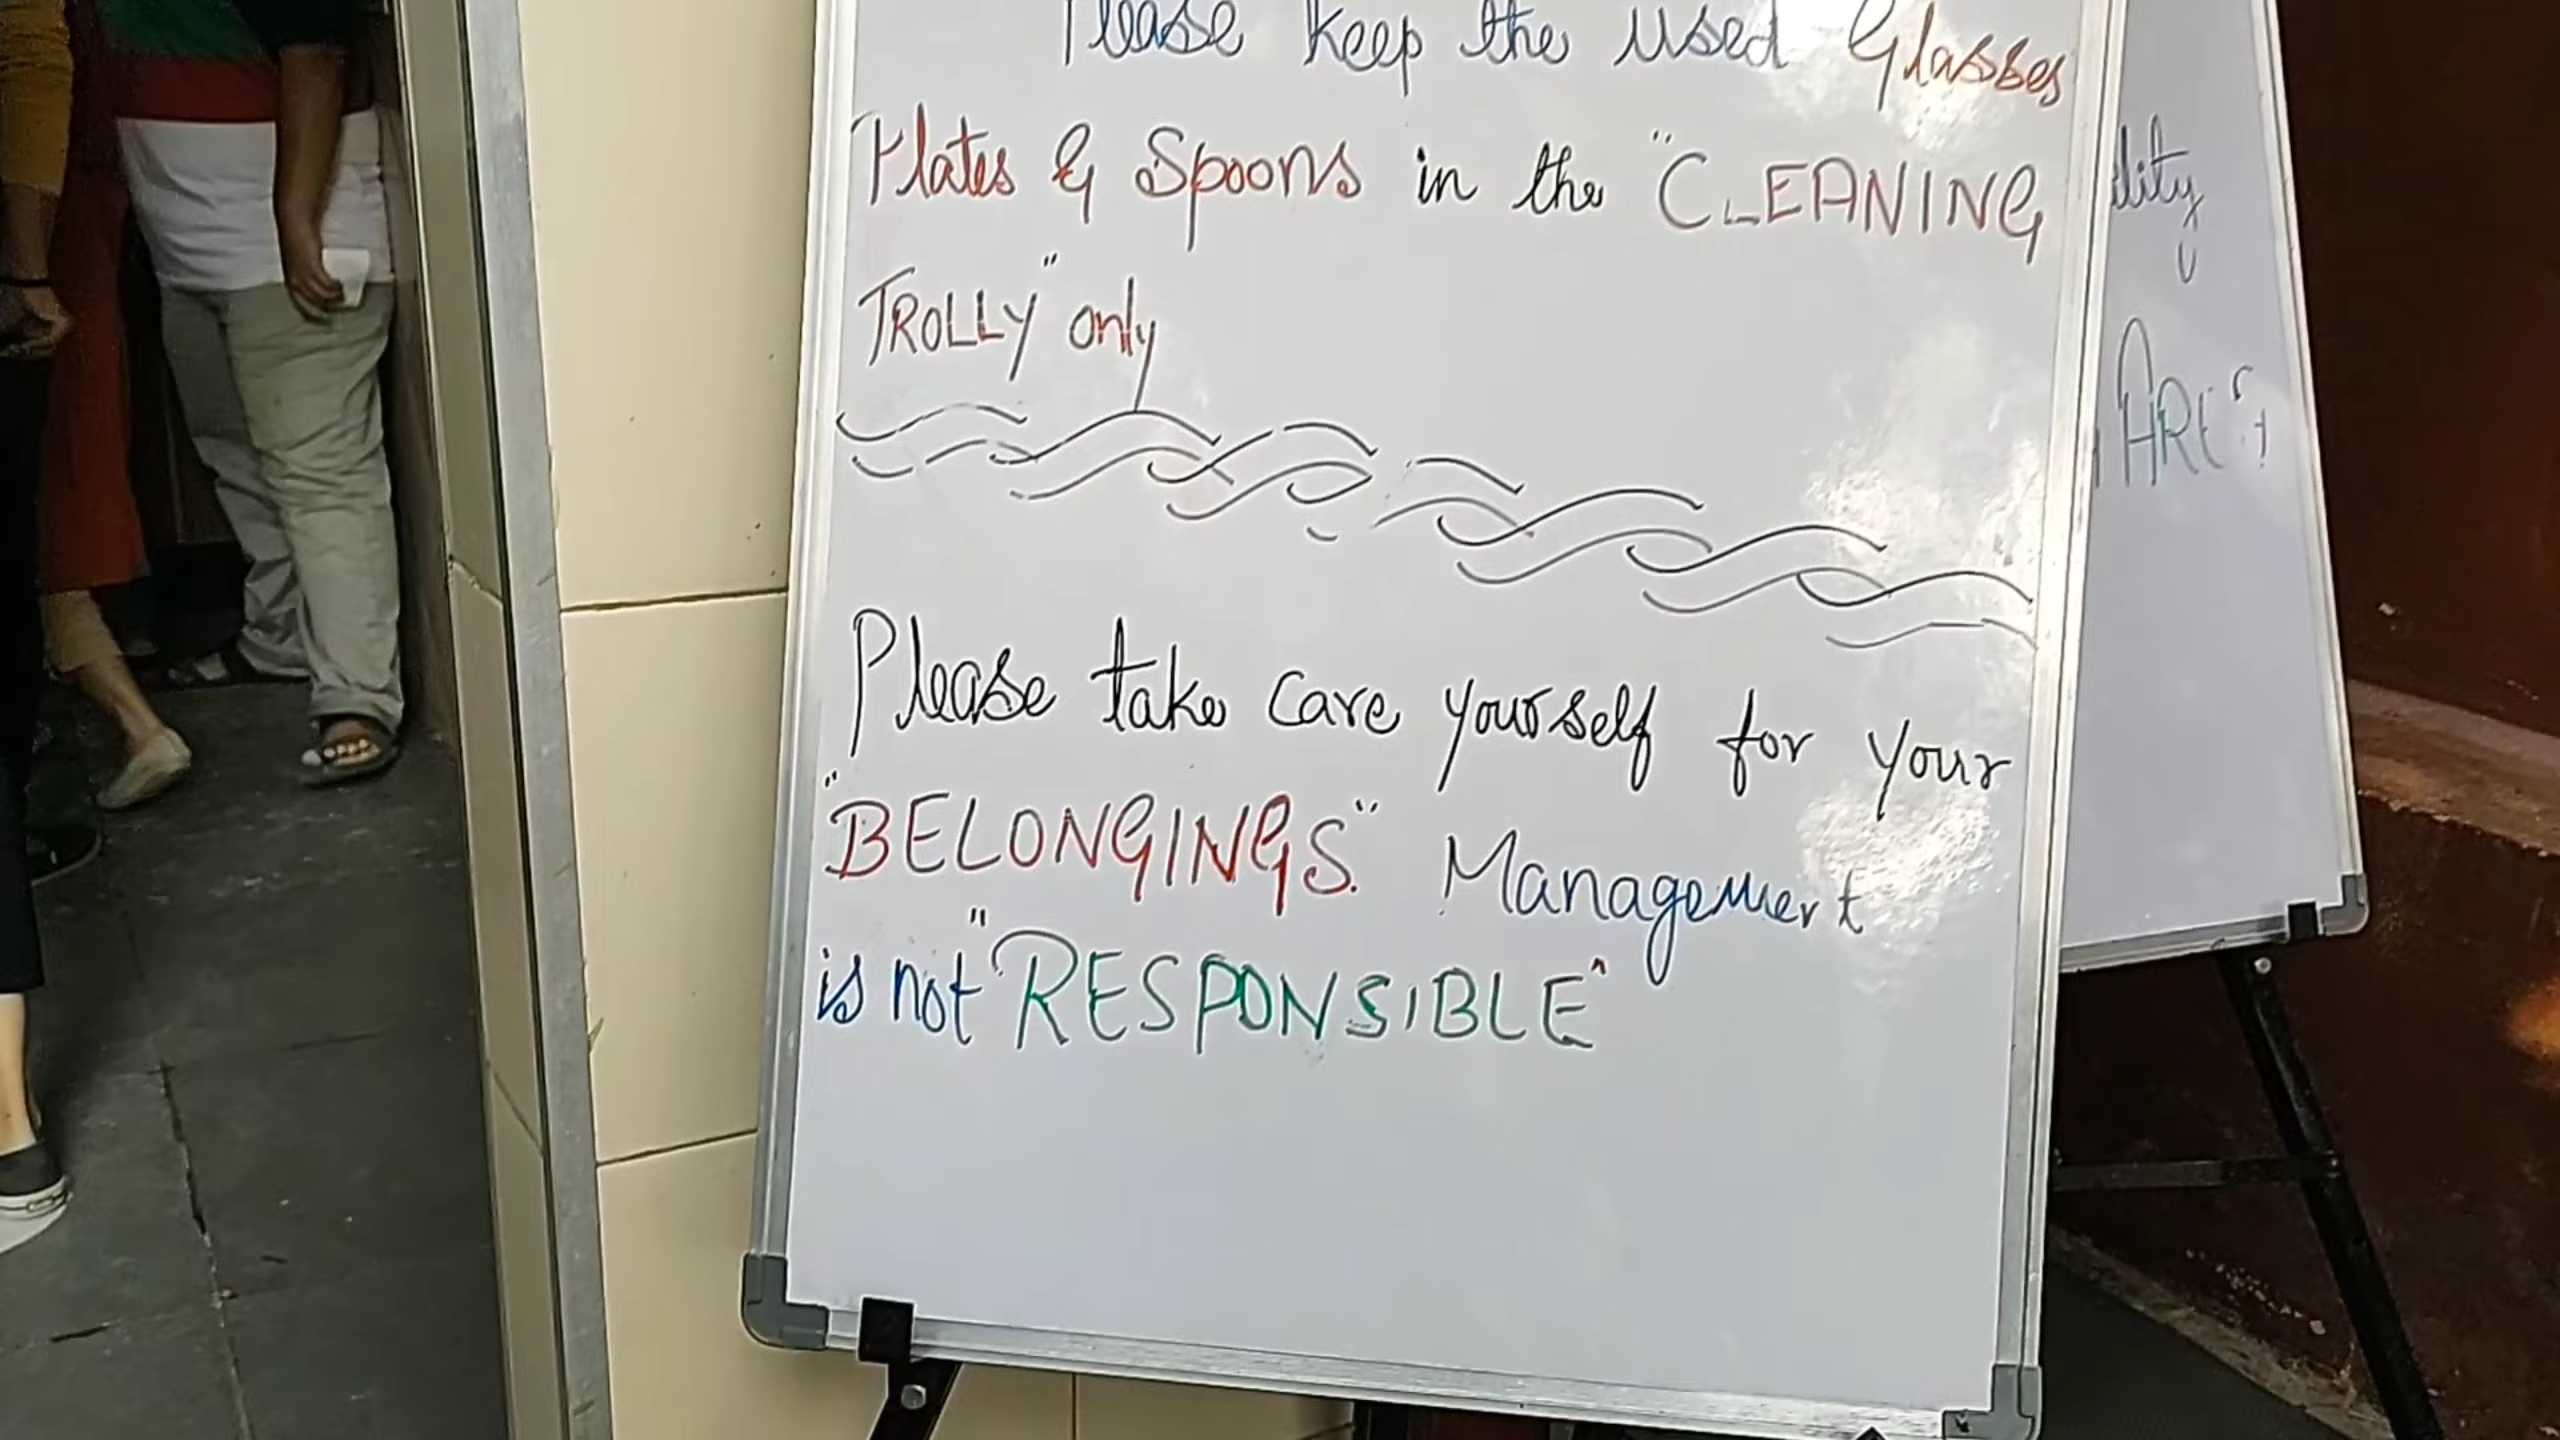 Please keep the used Glasses
Plates & Spoons in the "CLEANING
TROLLY" only
Please take care yourself for your
"BELONGINGS." Management
is not "RESPONSIBLE"